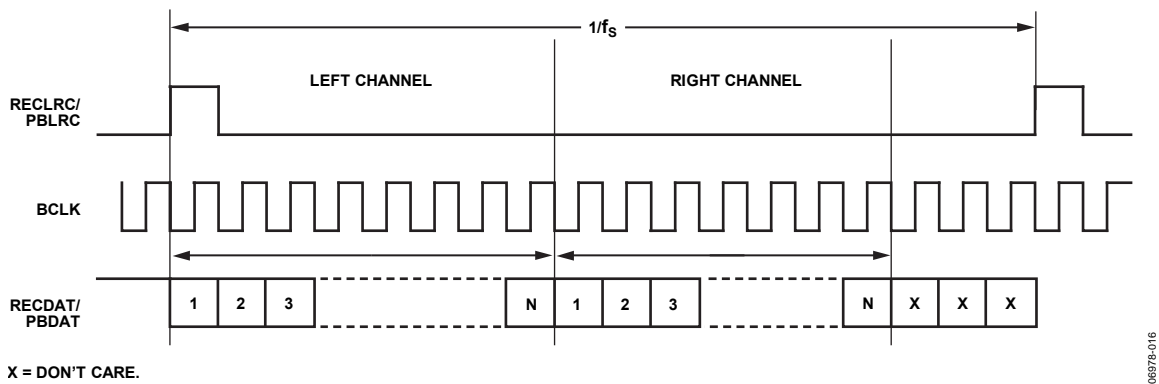 1/fS
LEFT CHANNEL RIGHT CHANNEL
RECLRC/
PBLRC
BCLK
RECDAT/
PBDAT
1 2 3 N 1 2 3 N X X X
X = DON'T CARE.
06978-016